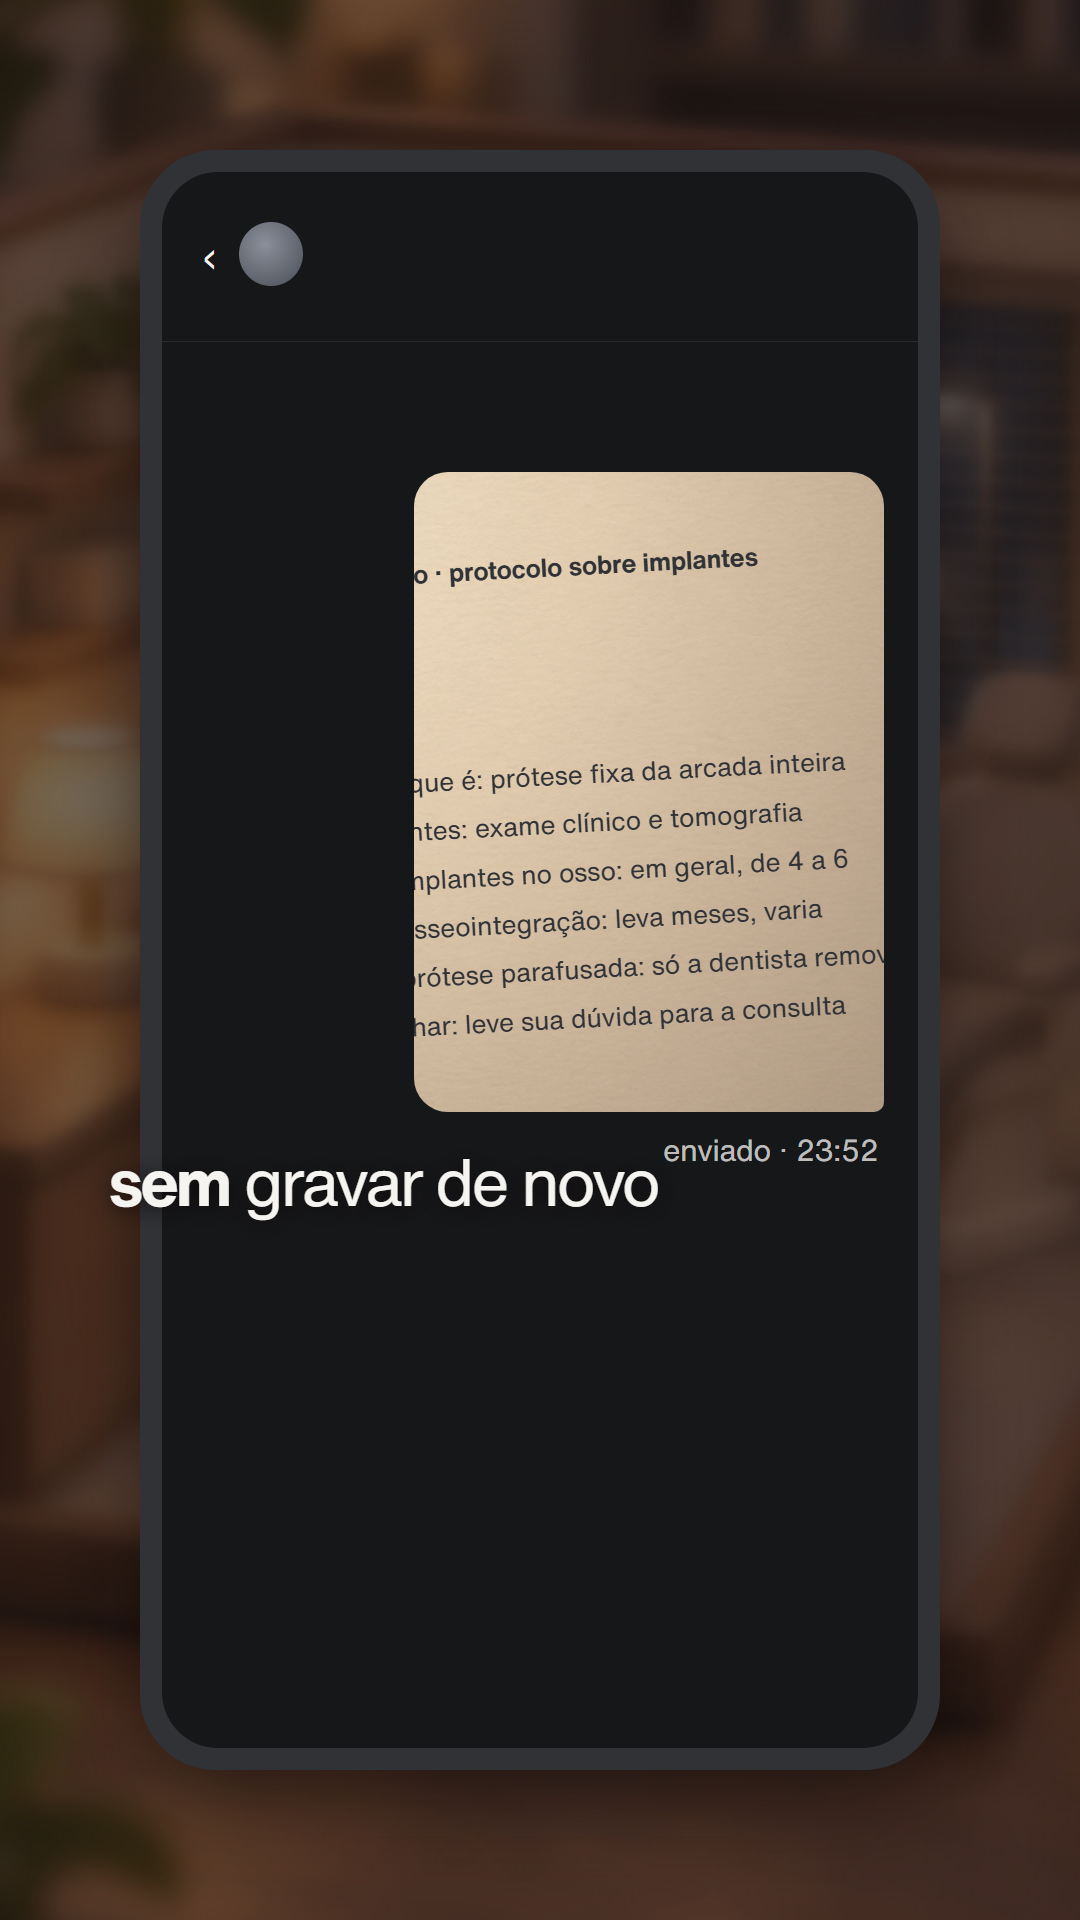 o · protocolo sobre implantes
que é: prótese fixa da arcada inteira
ntes: exame clínico e tomografia
mplantes no osso: em geral, de 4 a 6
sseointegração: leva meses, varia
prótese parafusada: só a dentista remov
har: leve sua dúvida para a consulta
enviado · 23:52
sem gravar de novo